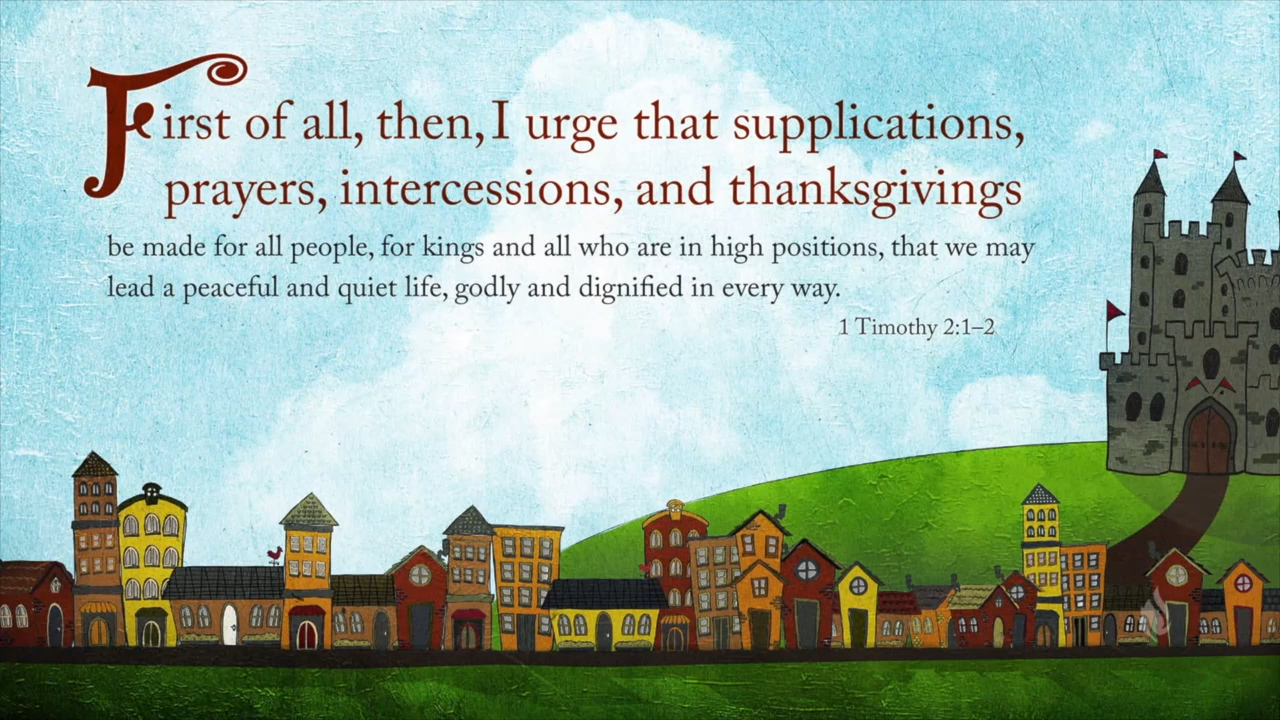 First of all, then, I urge that supplications,
prayers, intercessions, and thanksgivings
be made for all people, for kings and all who are in high positions, that we may
lead a peaceful and quiet life, godly and dignified in every way.
1 Timothy 2:1–2